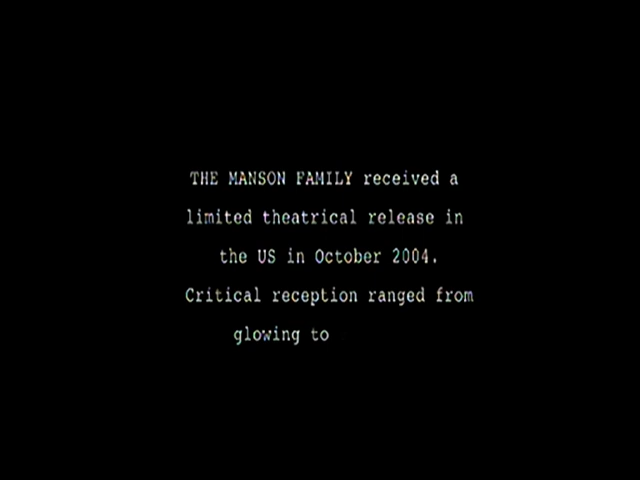 THE MANSON FAMILY received a
limited theatrical release in
the US in October 2004.
Critical reception ranged from
glowing to